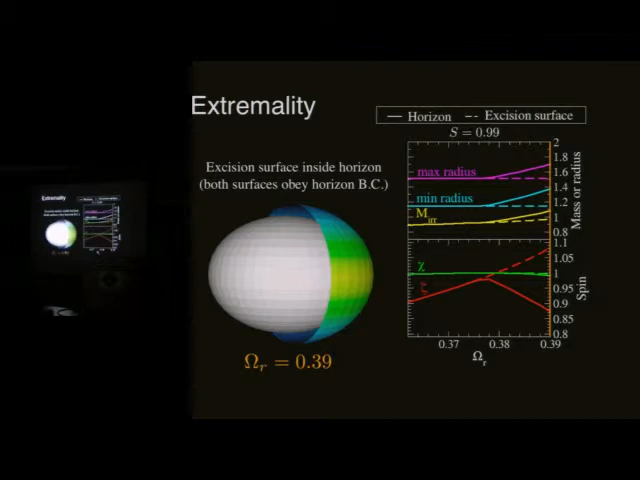 Extremality
— Horizon -- Excision surface
S = 0.99
Excision surface inside horizon
(both surfaces obey horizon B.C.)
max radius
min radius
M_irr
χ
ζ
2
1.8
1.6
1.4
1.2
1
0.8
Mass or radius
1.1
1.05
1
0.95
0.9
0.85
0.8
Spin
0.37 0.38 0.39
Ω_r
Ω_r = 0.39
Extremality